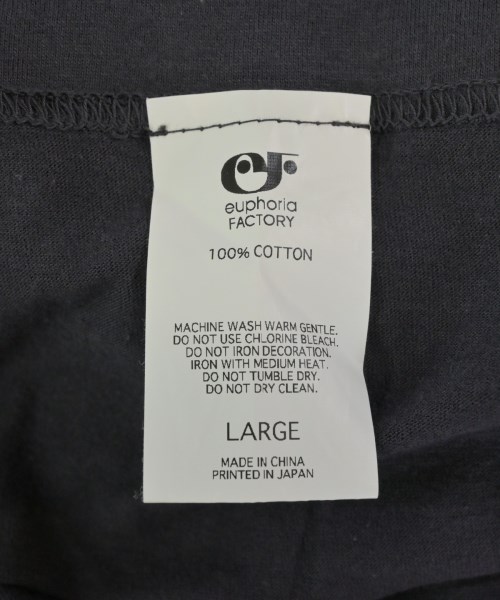 euphoria
FACTORY
100% COTTON
MACHINE WASH WARM GENTLE.
DO NOT USE CHLORINE BLEACH.
DO NOT IRON DECORATION.
IRON WITH MEDIUM HEAT.
DO NOT TUMBLE DRY.
DO NOT DRY CLEAN.
LARGE
MADE IN CHINA
PRINTED IN JAPAN